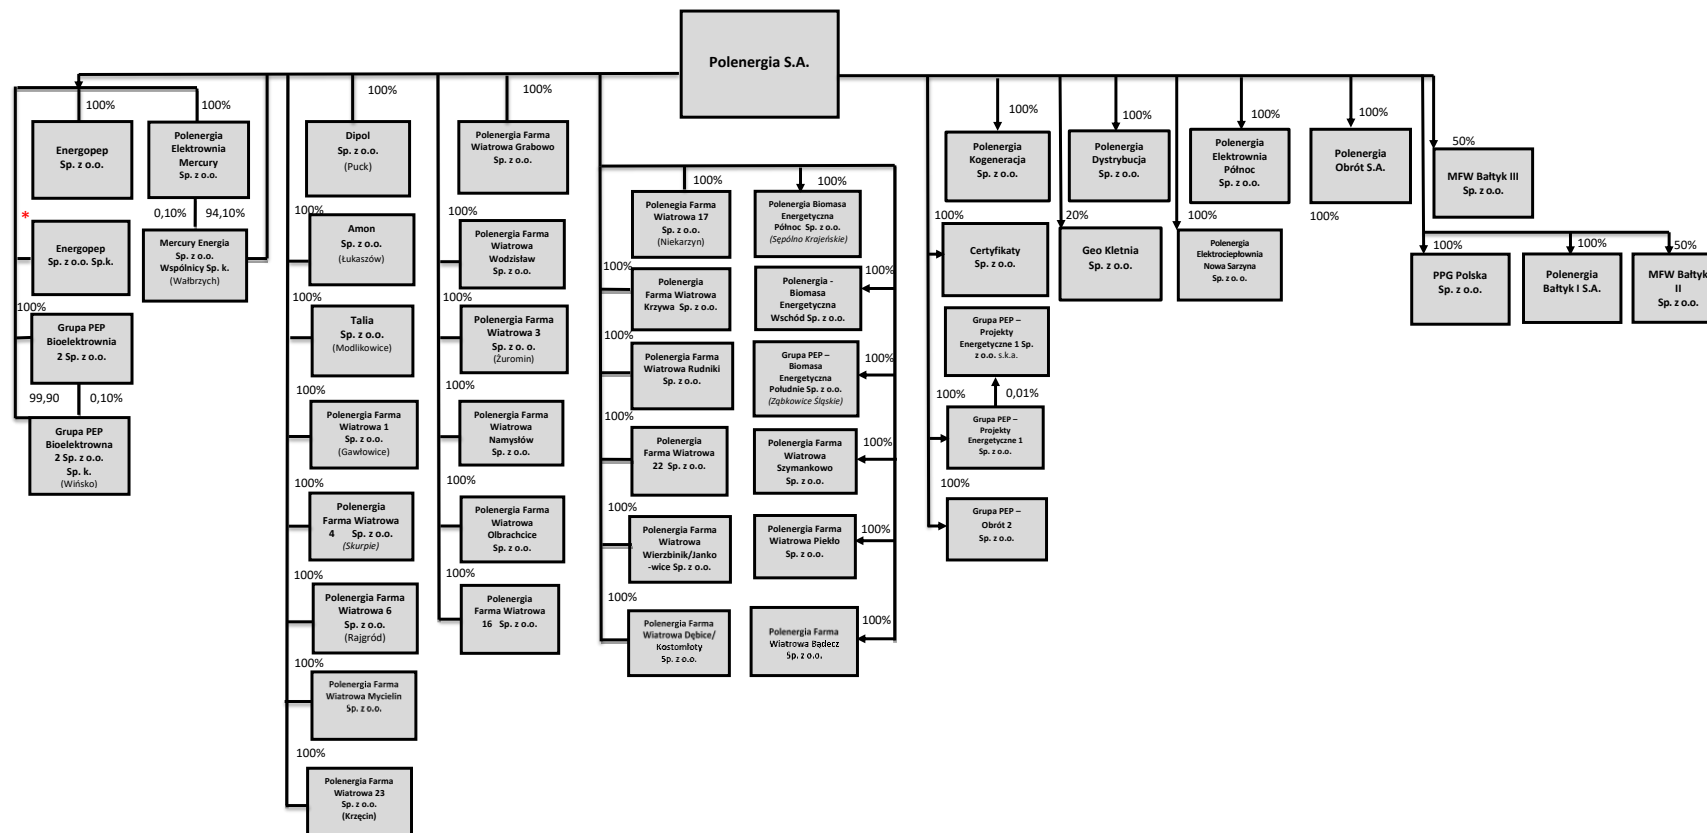 Polenergia S.A.
100%
Energopep
Sp. z o.o.
100%
Polenergia
Elektrownia
Mercury
Sp. z o.o.
*
Energopep
Sp. z o.o. Sp.k.
0,10%
94,10%
Mercury Energia
Sp. z o.o.
Wspólnicy Sp. k.
(Wałbrzych)
100%
Grupa PEP
Bioelektrownia
2 Sp. z o.o.
99,90
0,10%
Grupa PEP
Bioelektrowna
2 Sp. z o.o.
Sp. k.
(Wińsko)
100%
Dipol
Sp. z o.o.
(Puck)
100%
Amon
Sp. z o.o.
(Łukaszów)
100%
Talia
Sp. z o.o.
(Modlikowice)
100%
Polenergia Farma
Wiatrowa 1
Sp. z o.o.
(Gawłowice)
100%
Polenergia
Farma Wiatrowa
4 Sp. z o.o.
(Skurpie)
100%
Polenergia Farma
Wiatrowa 6
Sp. z o.o.
(Rajgród)
100%
Polenergia Farma
Wiatrowa Mycielin
Sp. z o.o.
100%
Polenergia Farma
Wiatrowa 23
Sp. z o.o.
(Krzęcin)
100%
Polenergia Farma
Wiatrowa Grabowo
Sp. z o.o.
100%
Polenergia Farma
Wiatrowa
Wodzisław
Sp. z o.o.
100%
Polenergia Farma
Wiatrowa 3
Sp. z o. o.
(Żuromin)
100%
Polenergia Farma
Wiatrowa
Namysłów
Sp. z o.o.
100%
Polenergia Farma
Wiatrowa
Olbrachcice
Sp. z o.o.
100%
Polenergia
Farma Wiatrowa
16 Sp. z o.o.
100%
Polenegia Farma
Wiatrowa 17
Sp. z o.o.
(Niekarzyn)
100%
Polenergia
Farma Wiatrowa
Krzywa Sp. z o.o.
100%
Polenergia Farma
Wiatrowa Rudniki
Sp. z o.o.
100%
Polenergia
Farma Wiatrowa
22 Sp. z o.o.
100%
Polenergia Farma
Wiatrowa
Wierzbinik/Janko
-wice Sp. z o.o.
100%
Polenergia Farma
Wiatrowa Dębice/
Kostomłoty
Sp. z o.o.
100%
Polenergia Biomasa
Energetyczna
Północ Sp. z o.o.
(Sępólno Krajeńskie)
100%
Polenergia -
Biomasa
Energetyczna
Wschód Sp. z o.o.
100%
Grupa PEP –
Biomasa
Energetyczna
Południe Sp. z o.o.
(Ząbkowice Śląskie)
100%
Polenergia Farma
Wiatrowa
Szymankowo
Sp. z o.o.
100%
Polenergia Farma
Wiatrowa Piekło
Sp. z o.o.
100%
Polenergia Farma
Wiatrowa Bądecz
Sp. z o.o.
100%
Polenergia
Kogeneracja
Sp. z o.o.
100%
Polenergia
Dystrybucja
Sp. z o.o.
100%
Polenergia
Elektrownia
Północ
Sp. z o.o.
100%
Polenergia
Obrót S.A.
100%
50%
MFW Bałtyk III
Sp. z o.o.
100%
Certyfikaty
Sp. z o.o.
20%
Geo Kletnia
Sp. z o.o.
100%
Polenergia
Elektrociepłownia
Nowa Sarzyna
Sp. z o. o.
100%
PPG Polska
Sp. z o.o.
100%
Polenergia
Bałtyk I S.A.
50%
MFW Bałtyk
II
Sp. z o.o.
Grupa PEP –
Projekty
Energetyczne 1 Sp.
z o.o. s.k.a.
100%
0,01%
Grupa PEP –
Projekty
Energetyczne 1
Sp. z o.o.
100%
Grupa PEP –
Obrót 2
Sp. z o.o.